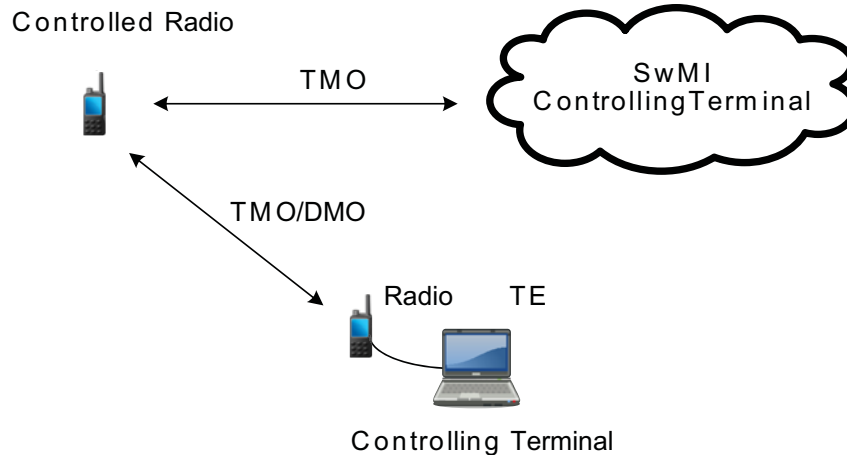 Controlled Radio
TMO
SwMI
ControllingTerminal
TMO/DMO
Radio TE
Controlling Terminal